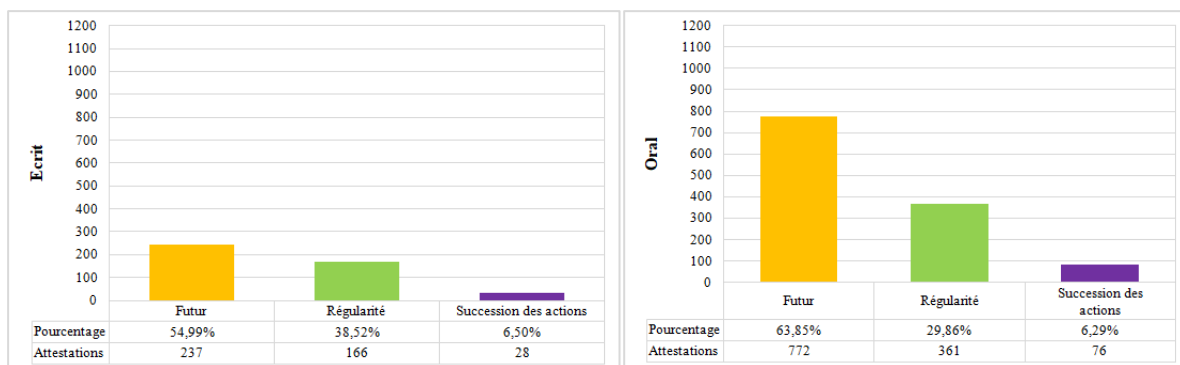 1200
1100
1000
900
800
700
600
500
400
300
200
100
0
Ecrit
Futur Régularité Succession des actions
Pourcentage 54,99% 38,52% 6,50%
Attestations 237 166 28
1200
1100
1000
900
800
700
600
500
400
300
200
100
0
Oral
Futur Régularité Succession des
actions
Pourcentage 63,85% 29,86% 6,29%
Attestations 772 361 76